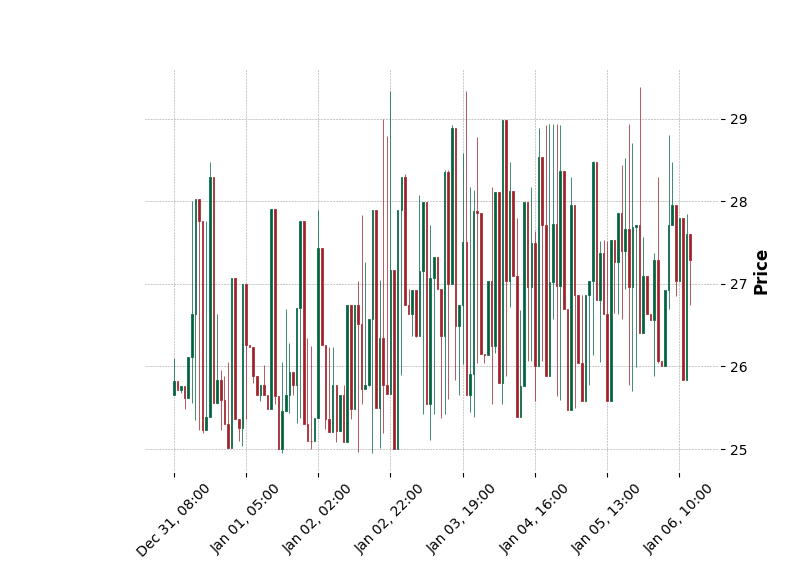 29
28
27
26
25
Price
Dec 31, 08:00
Jan 01, 05:00
Jan 02, 02:00
Jan 02, 22:00
Jan 03, 19:00
Jan 04, 16:00
Jan 05, 13:00
Jan 06, 10:00